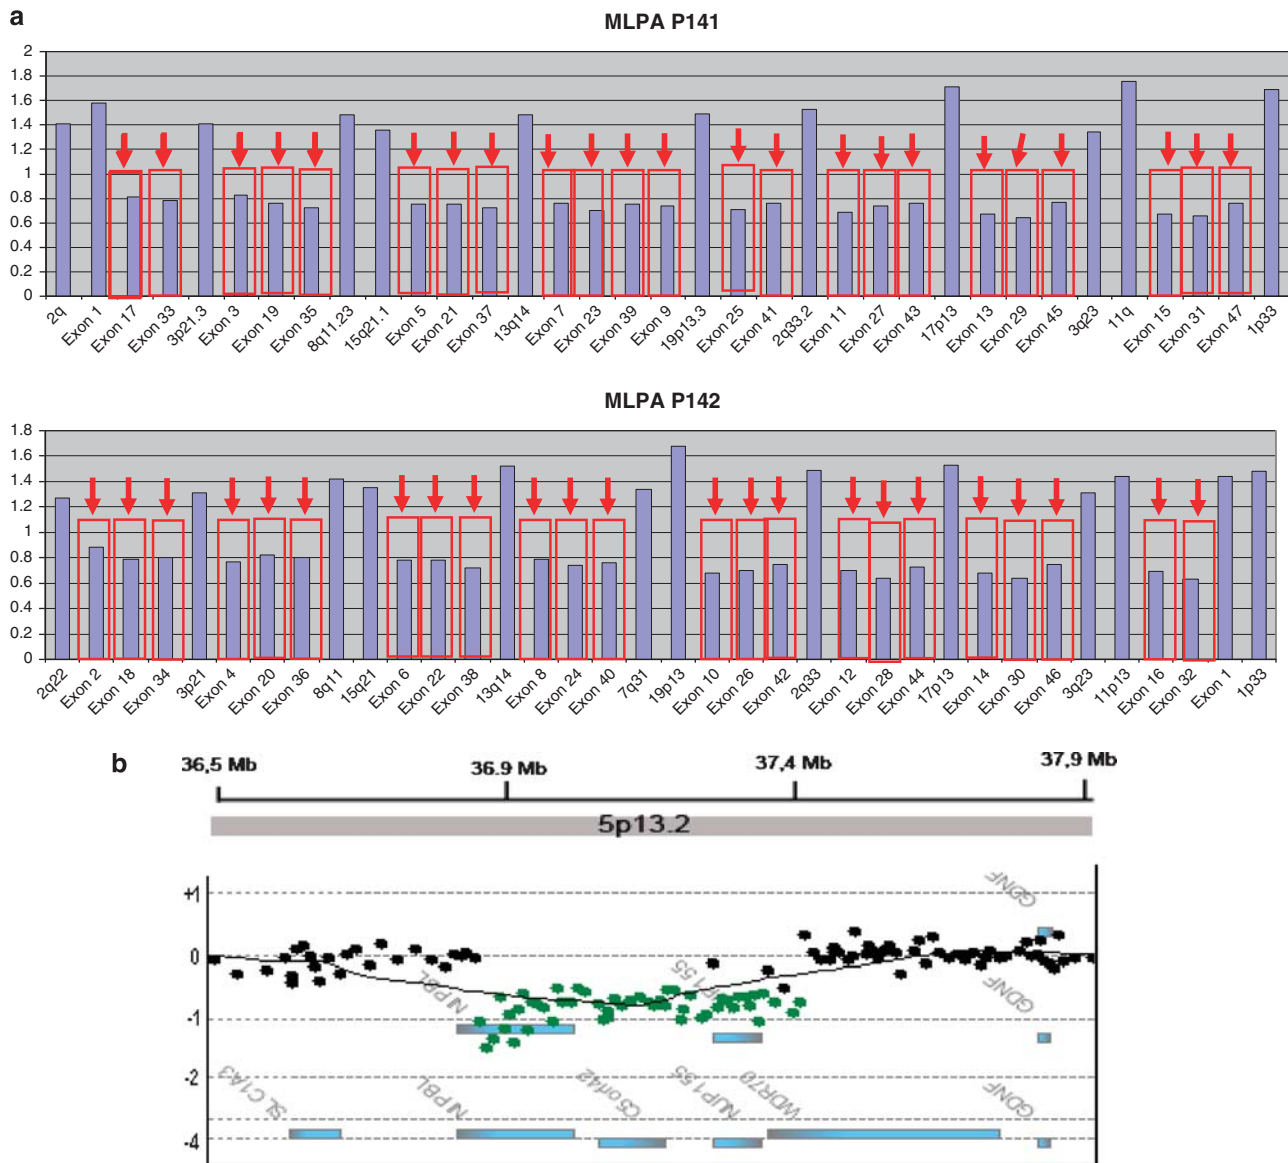 a
MLPA P141
2
1.8
1.6
1.4
1.2
1
0.8
0.6
0.4
0.2
0
2q Exon 1 Exon 17 Exon 33 3p21.3 Exon 3 Exon 19 Exon 35 8q11.23 15q21.1 Exon 5 Exon 21 Exon 37 13q14 Exon 7 Exon 23 Exon 39 Exon 9 19p13.3 Exon 25 Exon 41 2q33.2 Exon 11 Exon 27 Exon 43 17p13 Exon 13 Exon 29 Exon 45 3q23 11q Exon 15 Exon 31 Exon 47 1p33
MLPA P142
1.8
1.6
1.4
1.2
1
0.8
0.6
0.4
0.2
0
2q22 Exon 2 Exon 18 Exon 34 3p21 Exon 4 Exon 20 Exon 36 8q11 15q21 Exon 6 Exon 22 Exon 38 13q14 Exon 8 Exon 24 Exon 40 7q31 19p13 Exon 10 Exon 26 Exon 42 2q33 Exon 12 Exon 28 Exon 44 17p13 Exon 14 Exon 30 Exon 46 3q23 11p13 Exon 16 Exon 32 Exon 1 1p33
b
36,5 Mb 36.9 Mb 37,4 Mb 37,9 Mb
5p13.2
+1
GDNF
0
NIPBL NUP155 GDNF
-1
-2
SLC1A3 NIPBL C5orf42 NUP155 WDR70 GDNF
-4